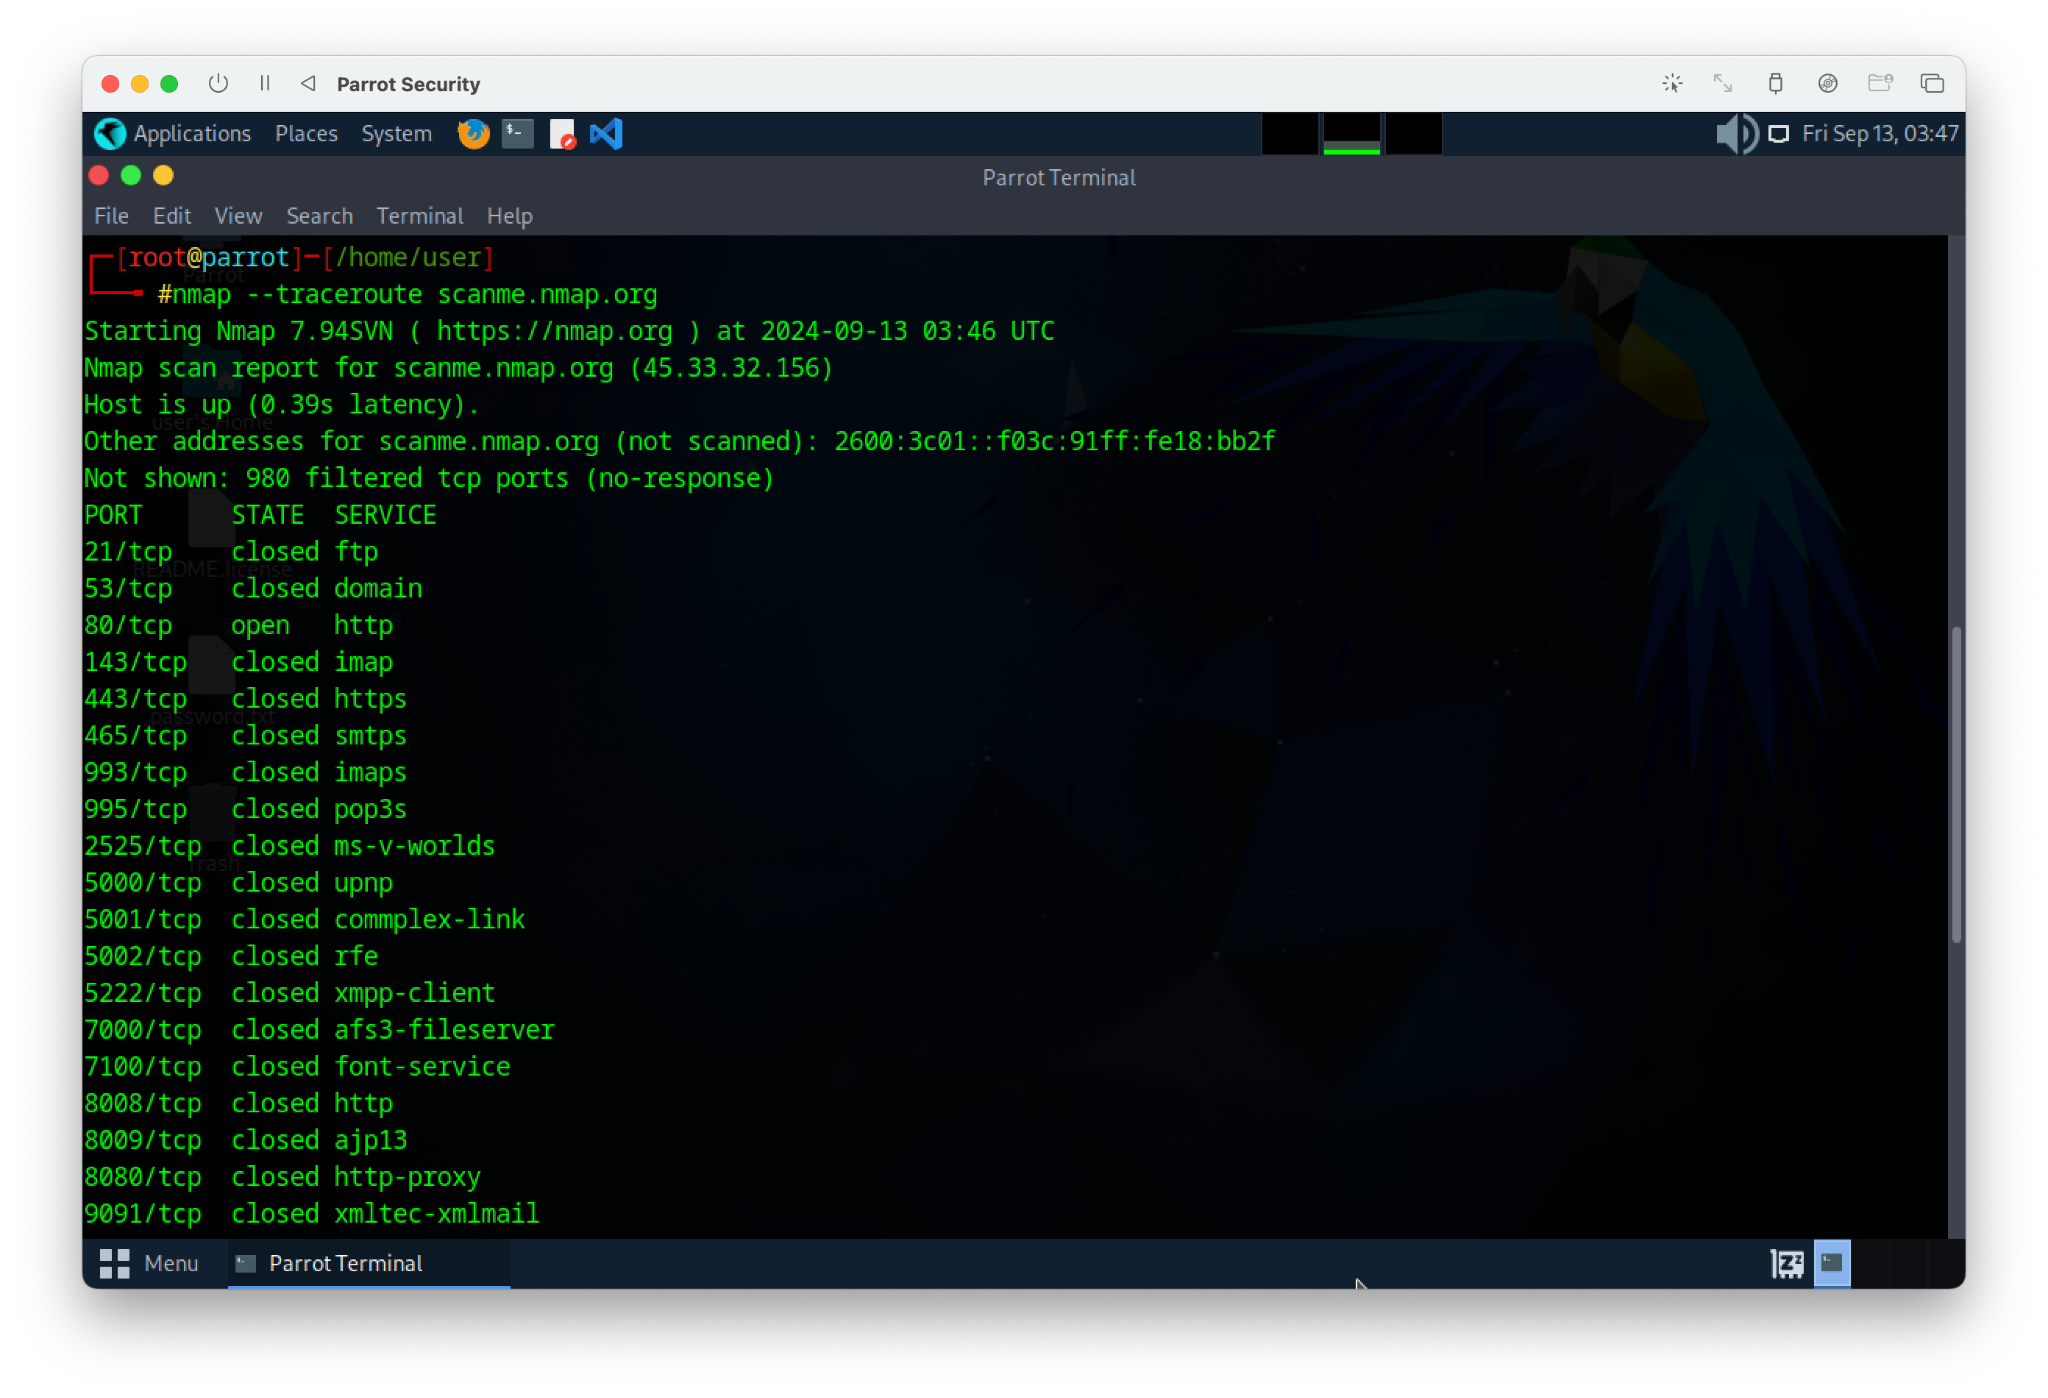 Parrot Security
Applications Places System
Fri Sep 13, 03:47
Parrot Terminal
File Edit View Search Terminal Help
[root@parrot]─[/home/user]
#nmap --traceroute scanme.nmap.org
Starting Nmap 7.94SVN ( https://nmap.org ) at 2024-09-13 03:46 UTC
Nmap scan report for scanme.nmap.org (45.33.32.156)
Host is up (0.39s latency).
Other addresses for scanme.nmap.org (not scanned): 2600:3c01::f03c:91ff:fe18:bb2f
Not shown: 980 filtered tcp ports (no-response)
PORT STATE SERVICE
21/tcp closed ftp
53/tcp closed domain
80/tcp open http
143/tcp closed imap
443/tcp closed https
465/tcp closed smtps
993/tcp closed imaps
995/tcp closed pop3s
2525/tcp closed ms-v-worlds
5000/tcp closed upnp
5001/tcp closed commplex-link
5002/tcp closed rfe
5222/tcp closed xmpp-client
7000/tcp closed afs3-fileserver
7100/tcp closed font-service
8008/tcp closed http
8009/tcp closed ajp13
8080/tcp closed http-proxy
9091/tcp closed xmltec-xmlmail
Parrot
user's Home
README.license
password.txt
Trash
Menu
Parrot Terminal